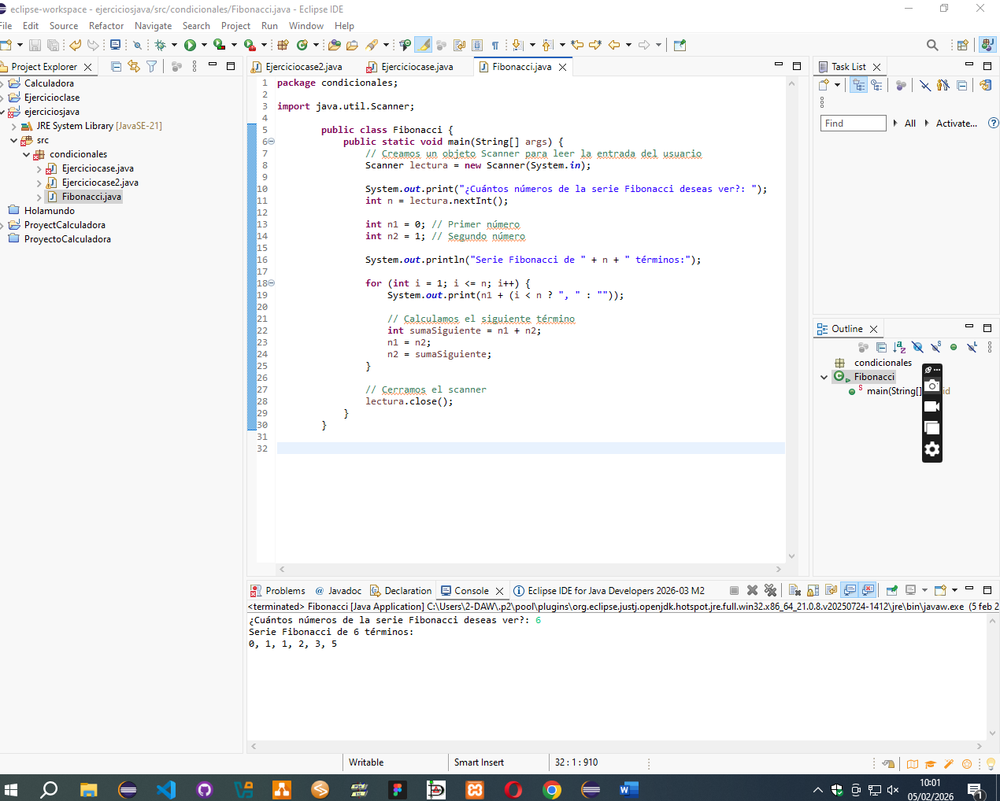 eclipse-workspace - ejerciciosjava/src/condicionales/Fibonacci.java - Eclipse IDE
File Edit Source Refactor Navigate Search Project Run Window Help
Project Explorer
Calculadora
Ejercicioclase
ejerciciosjava
JRE System Library [JavaSE-21]
src
condicionales
Ejerciciocase.java
Ejerciciocase2.java
Fibonacci.java
Holamundo
ProyectCalculadora
ProyectoCalculadora
Ejerciciocase2.java Ejerciciocase.java Fibonacci.java
1 package condicionales;
2
3 import java.util.Scanner;
4
5 public class Fibonacci {
6 public static void main(String[] args) {
7 // Creamos un objeto Scanner para leer la entrada del usuario
8 Scanner lectura = new Scanner(System.in);
9
10 System.out.print("¿Cuántos números de la serie Fibonacci deseas ver?: ");
11 int n = lectura.nextInt();
12
13 int n1 = 0; // Primer número
14 int n2 = 1; // Segundo número
15
16 System.out.println("Serie Fibonacci de " + n + " términos:");
17
18 for (int i = 1; i <= n; i++) {
19 System.out.print(n1 + (i < n ? ", " : ""));
20
21 // Calculamos el siguiente término
22 int sumaSiguiente = n1 + n2;
23 n1 = n2;
24 n2 = sumaSiguiente;
25 }
26
27 // Cerramos el scanner
28 lectura.close();
29 }
30 }
31
32
Task List
Find All Activate...
Outline
condicionales
Fibonacci
main(String[] id
Problems Javadoc Declaration Console Eclipse IDE for Java Developers 2026-03 M2
<terminated> Fibonacci [Java Application] C:\Users\2-DAW\.p2\pool\plugins\org.eclipse.justj.openjdk.hotspot.jre.full.win32.x86_64_21.0.8.v20250724-1412\jre\bin\javaw.exe (5 feb 2
¿Cuántos números de la serie Fibonacci deseas ver?: 6
Serie Fibonacci de 6 términos:
0, 1, 1, 2, 3, 5
Writable Smart Insert 32 : 1 : 910
10:01
05/02/2026
1